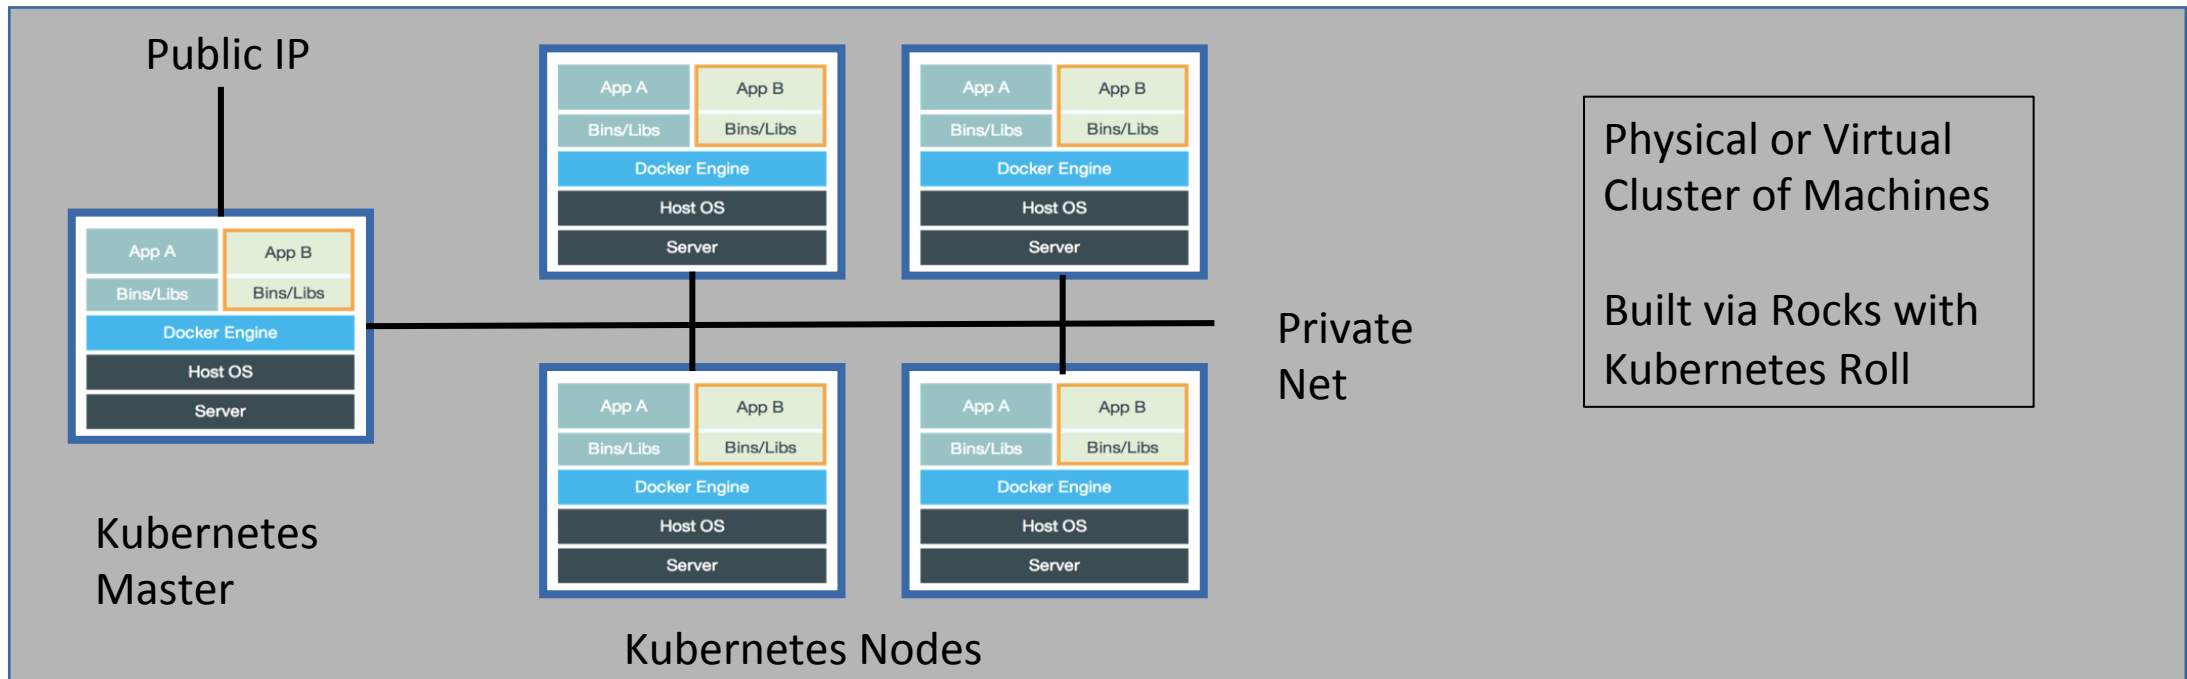 Public IP
App A
App B
Bins/Libs
Bins/Libs
Docker Engine
Host OS
Server
Kubernetes
Master
App A
App B
Bins/Libs
Bins/Libs
Docker Engine
Host OS
Server
App A
App B
Bins/Libs
Bins/Libs
Docker Engine
Host OS
Server
App A
App B
Bins/Libs
Bins/Libs
Docker Engine
Host OS
Server
App A
App B
Bins/Libs
Bins/Libs
Docker Engine
Host OS
Server
Kubernetes Nodes
Private
Net
Physical or Virtual
Cluster of Machines
Built via Rocks with
Kubernetes Roll